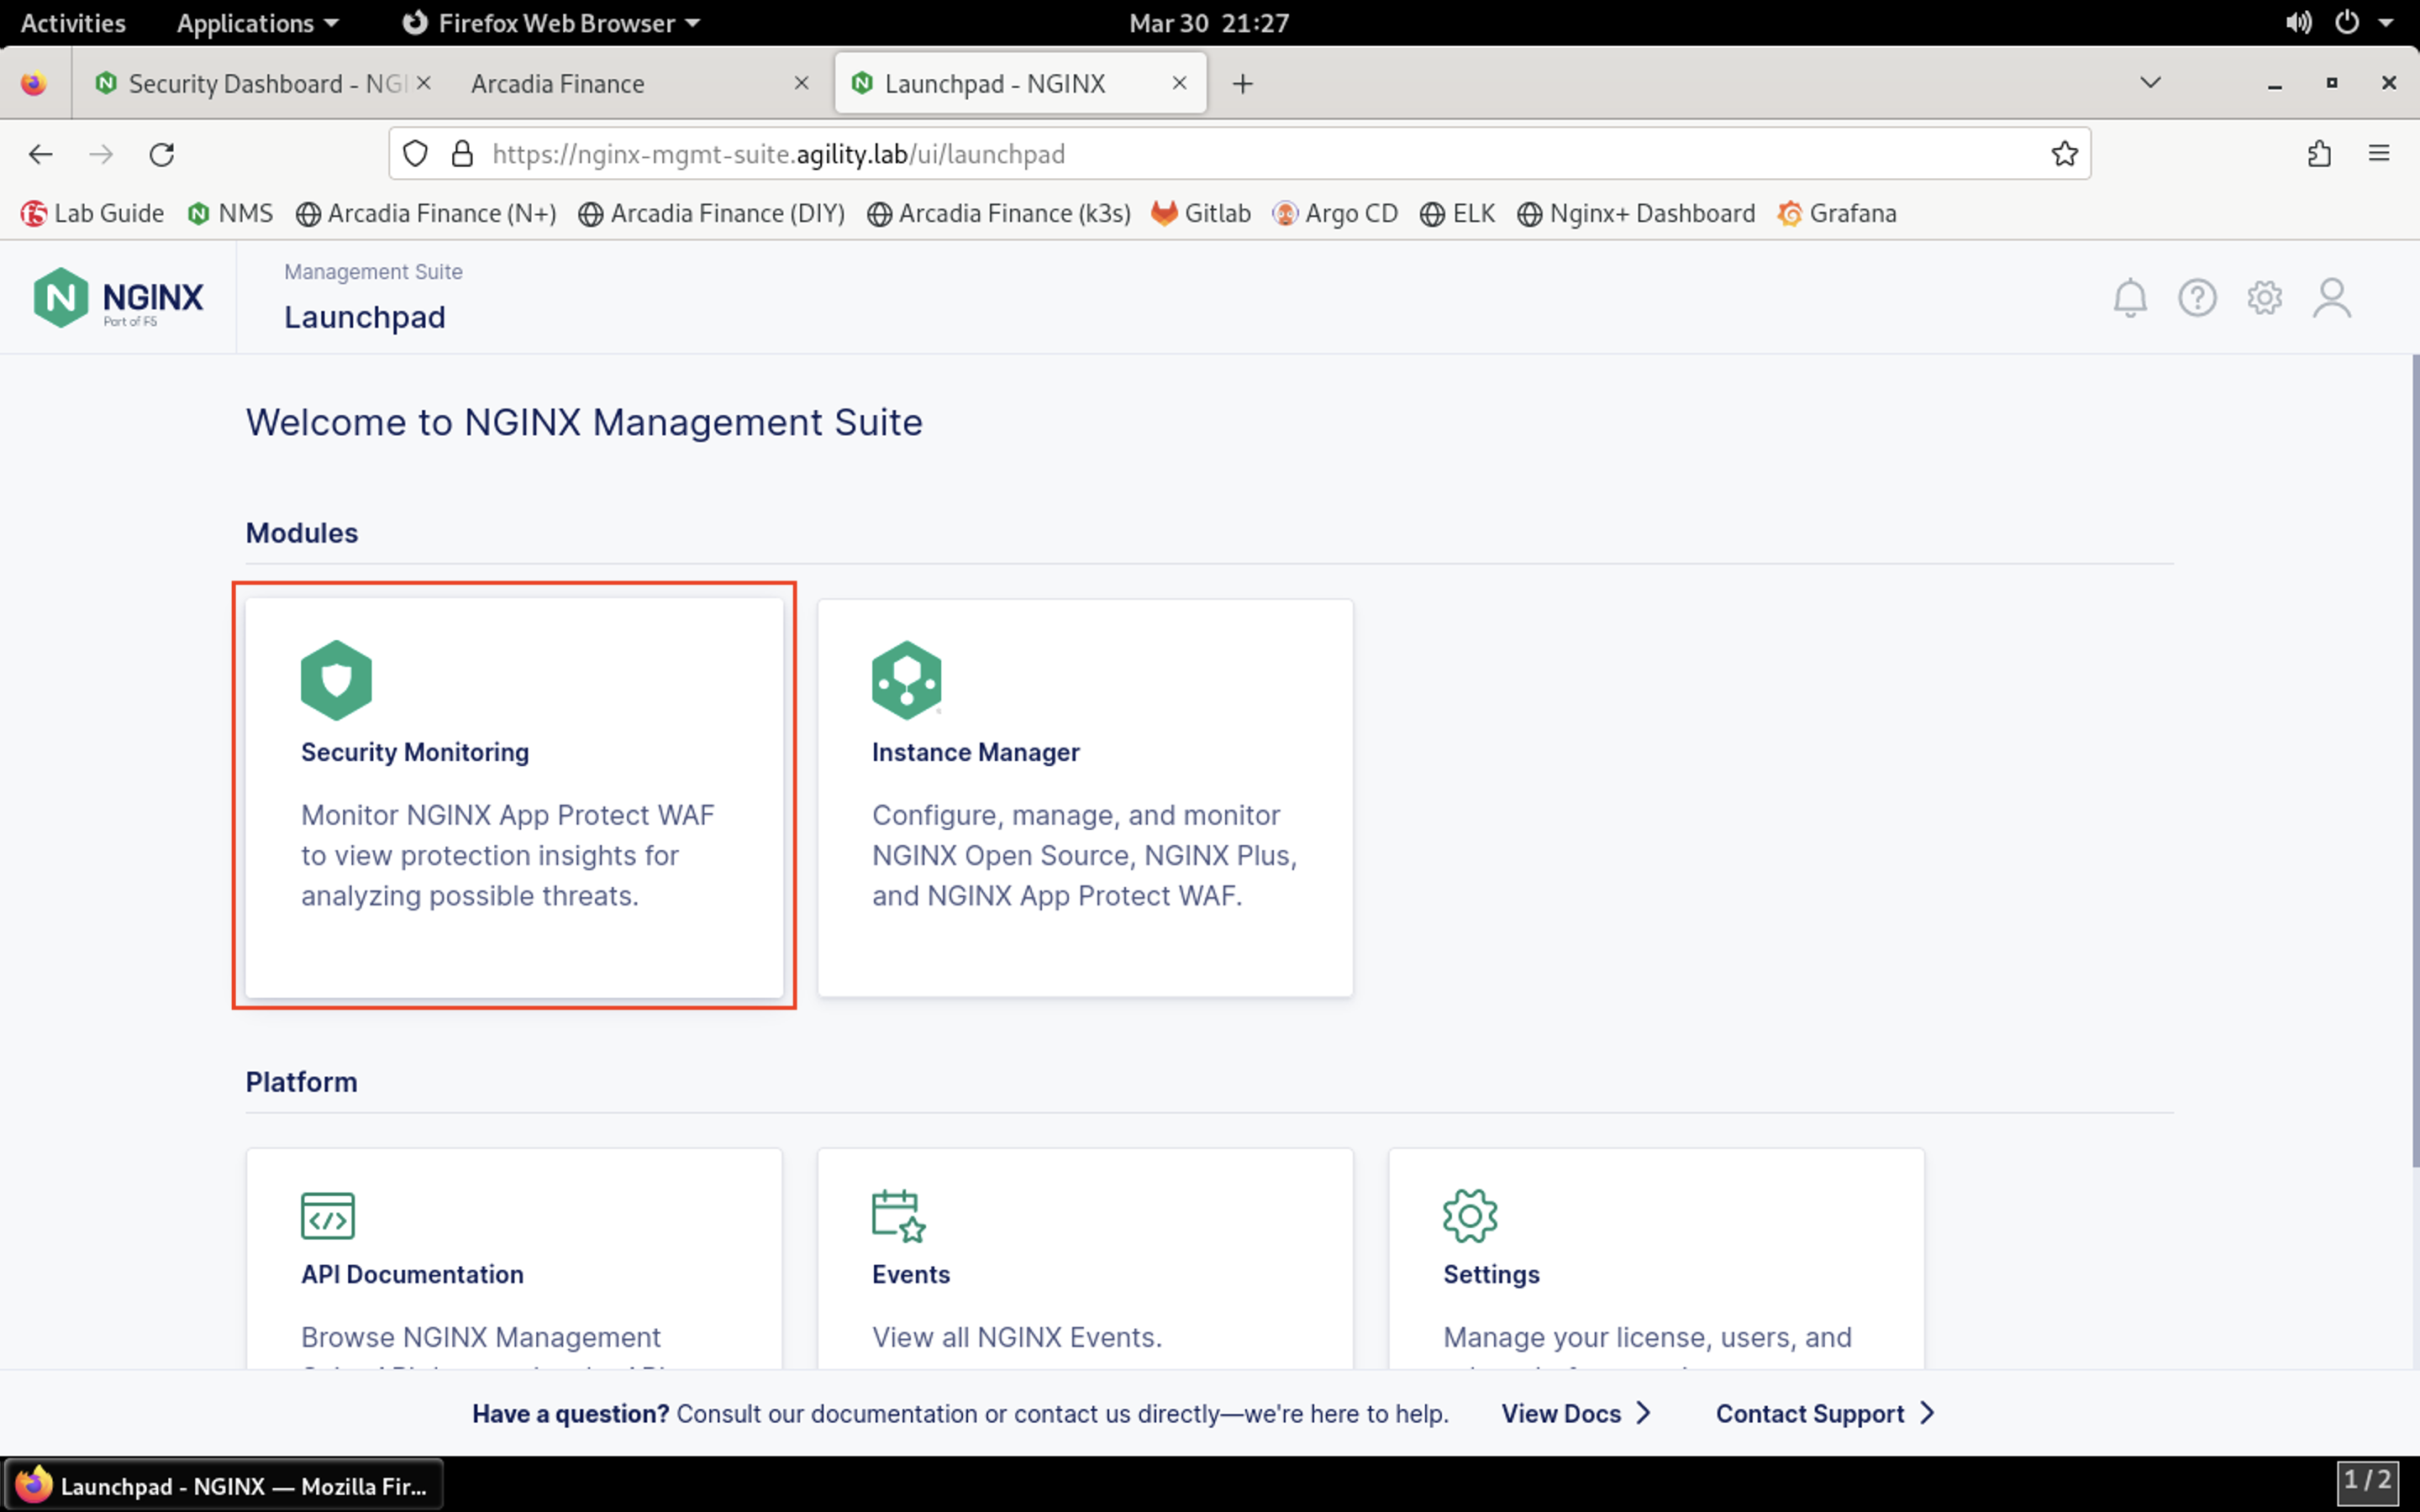 Activities Applications Firefox Web Browser Mar 30 21:27
Security Dashboard - NGI Arcadia Finance Launchpad - NGINX
https://nginx-mgmt-suite.agility.lab/ui/launchpad
Lab Guide NMS Arcadia Finance (N+) Arcadia Finance (DIY) Arcadia Finance (k3s) Gitlab Argo CD ELK Nginx+ Dashboard Grafana
NGINX
Part of F5
Management Suite
Launchpad
Welcome to NGINX Management Suite
Modules
Security Monitoring
Monitor NGINX App Protect WAF
to view protection insights for
analyzing possible threats.
Instance Manager
Configure, manage, and monitor
NGINX Open Source, NGINX Plus,
and NGINX App Protect WAF.
Platform
API Documentation
Browse NGINX Management
Events
View all NGINX Events.
Settings
Manage your license, users, and
Have a question? Consult our documentation or contact us directly—we're here to help. View Docs Contact Support
Launchpad - NGINX — Mozilla Fir... 1 / 2